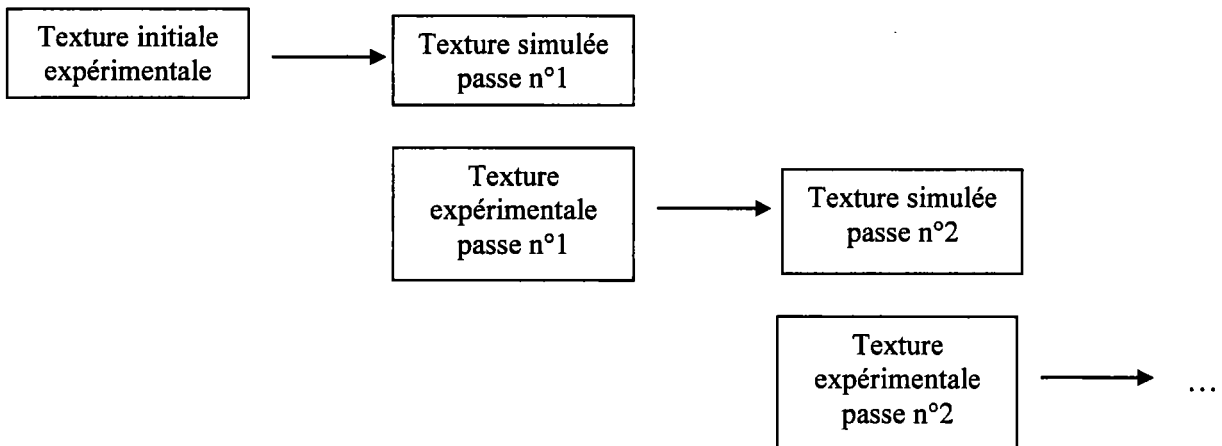 Texture initiale
expérimentale
Texture simulée
passe n°1
Texture
expérimentale
passe n°1
Texture simulée
passe n°2
Texture
expérimentale
passe n°2
...